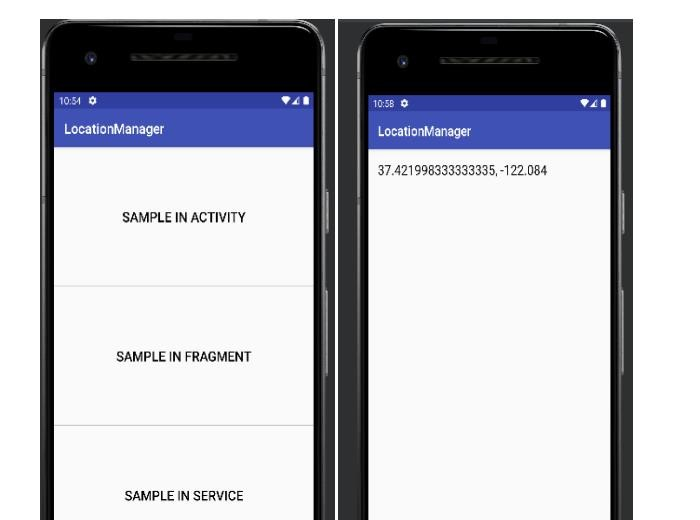 10:54
LocationManager
SAMPLE IN ACTIVITY
SAMPLE IN FRAGMENT
SAMPLE IN SERVICE
10:58
LocationManager
37.421998333333335, -122.084